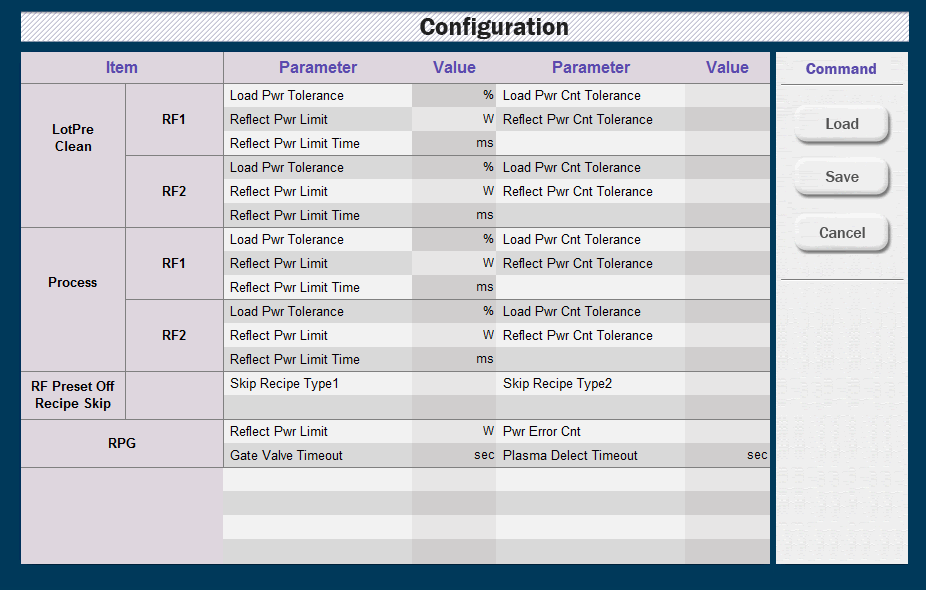 Configuration
Item Parameter Value Parameter Value
LotPre
Clean
RF1
Load Pwr Tolerance % Load Pwr Cnt Tolerance
Reflect Pwr Limit W Reflect Pwr Cnt Tolerance
Reflect Pwr Limit Time ms
RF2
Load Pwr Tolerance % Load Pwr Cnt Tolerance
Reflect Pwr Limit W Reflect Pwr Cnt Tolerance
Reflect Pwr Limit Time ms
Process
RF1
Load Pwr Tolerance % Load Pwr Cnt Tolerance
Reflect Pwr Limit W Reflect Pwr Cnt Tolerance
Reflect Pwr Limit Time ms
RF2
Load Pwr Tolerance % Load Pwr Cnt Tolerance
Reflect Pwr Limit W Reflect Pwr Cnt Tolerance
Reflect Pwr Limit Time ms
RF Preset Off
Recipe Skip
Skip Recipe Type1 Skip Recipe Type2
RPG
Reflect Pwr Limit W Pwr Error Cnt
Gate Valve Timeout sec Plasma Delect Timeout sec
Command
Load
Save
Cancel